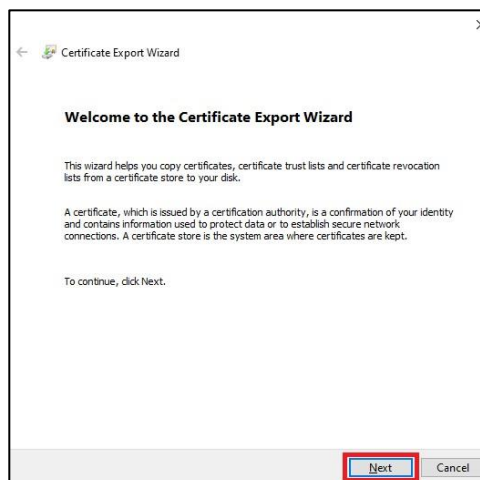 Certificate Export Wizard
Welcome to the Certificate Export Wizard
This wizard helps you copy certificates, certificate trust lists and certificate revocation
lists from a certificate store to your disk.
A certificate, which is issued by a certification authority, is a confirmation of your identity
and contains information used to protect data or to establish secure network
connections. A certificate store is the system area where certificates are kept.
To continue, click Next.
Next Cancel